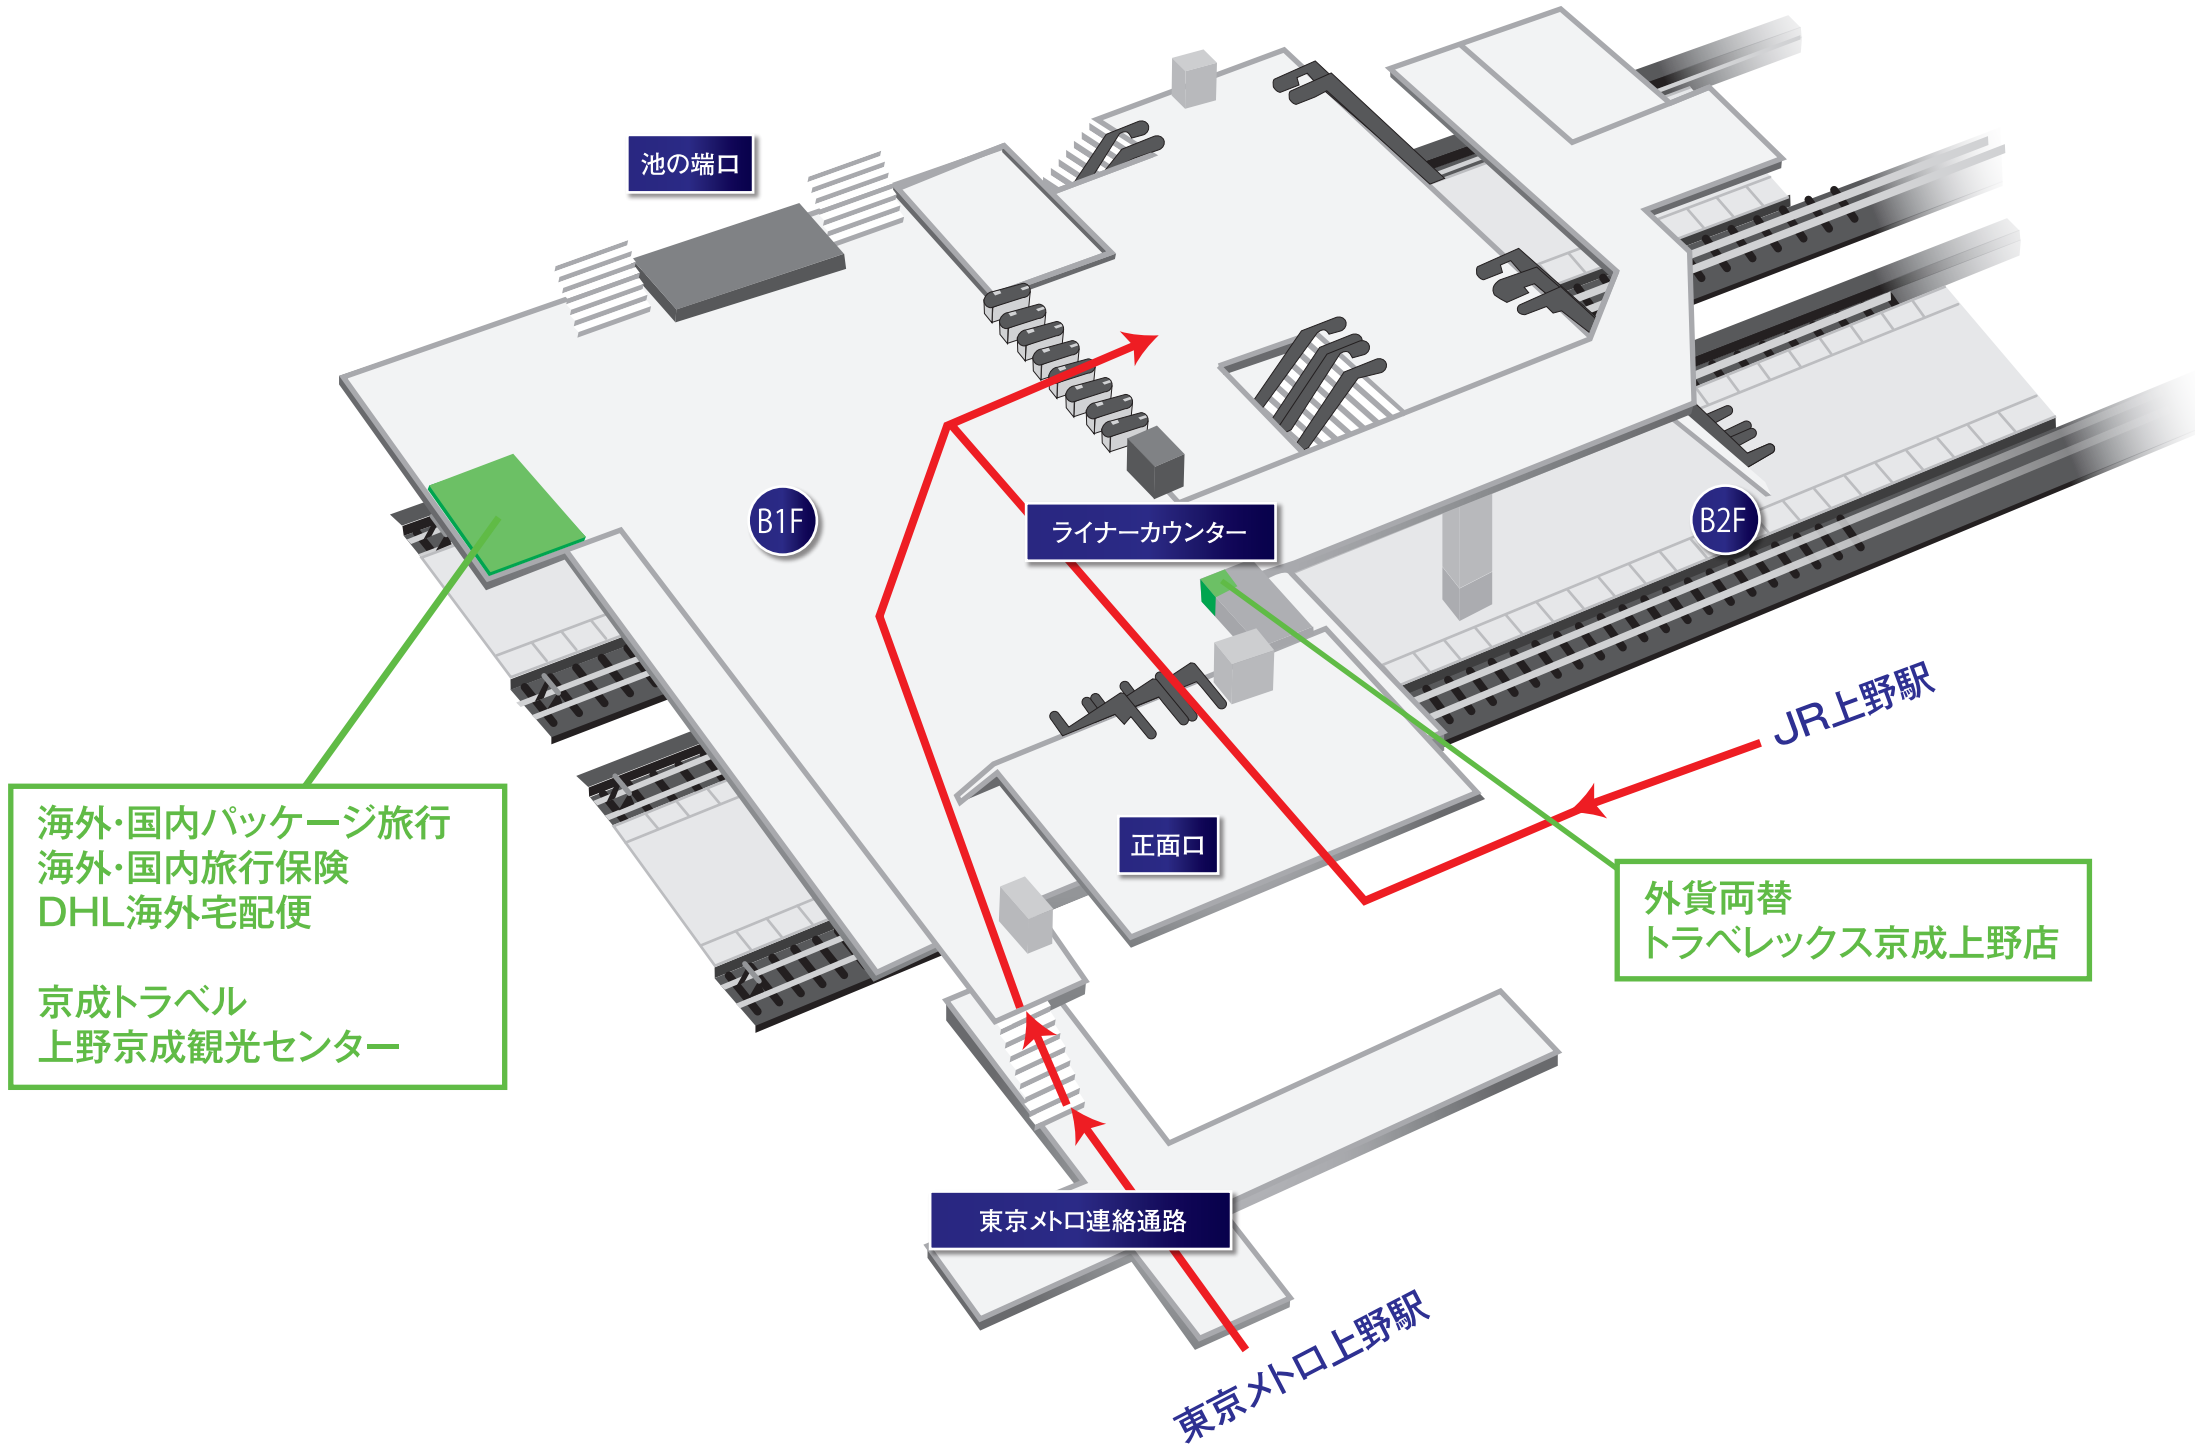 池の端口
B1F
ライナーカウンター
B2F
JR上野駅
海外・国内パッケージ旅行
海外・国内旅行保険
DHL海外宅配便
京成トラベル
上野京成観光センター
正面口
外貨両替
トラベレックス京成上野店
東京メトロ連絡通路
東京メトロ上野駅